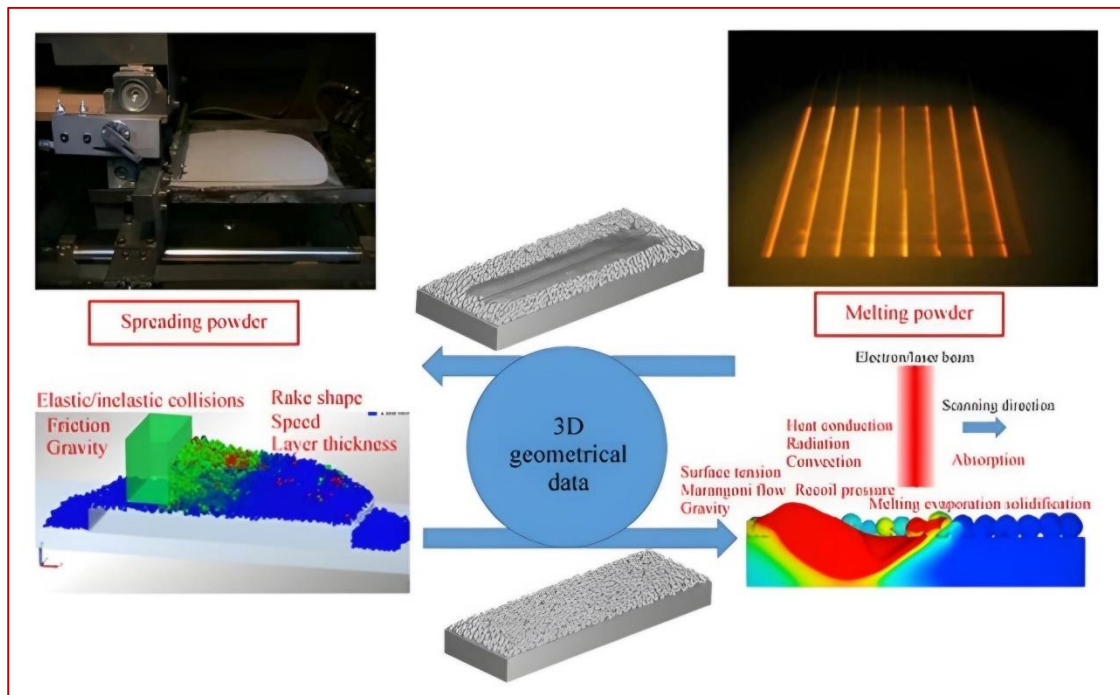 Spreading powder
Melting powder
Electron/laser beam
Elastic/inelastic collisions
Friction
Gravity
Rake shape
Speed
Layer thickness
3D
geometrical
data
Heat conduction
Radiation
Convection
Scanning direction
Absorption
Surface tension
Marangoni flow
Gravity
Recoil pressure
Melting evaporation solidification